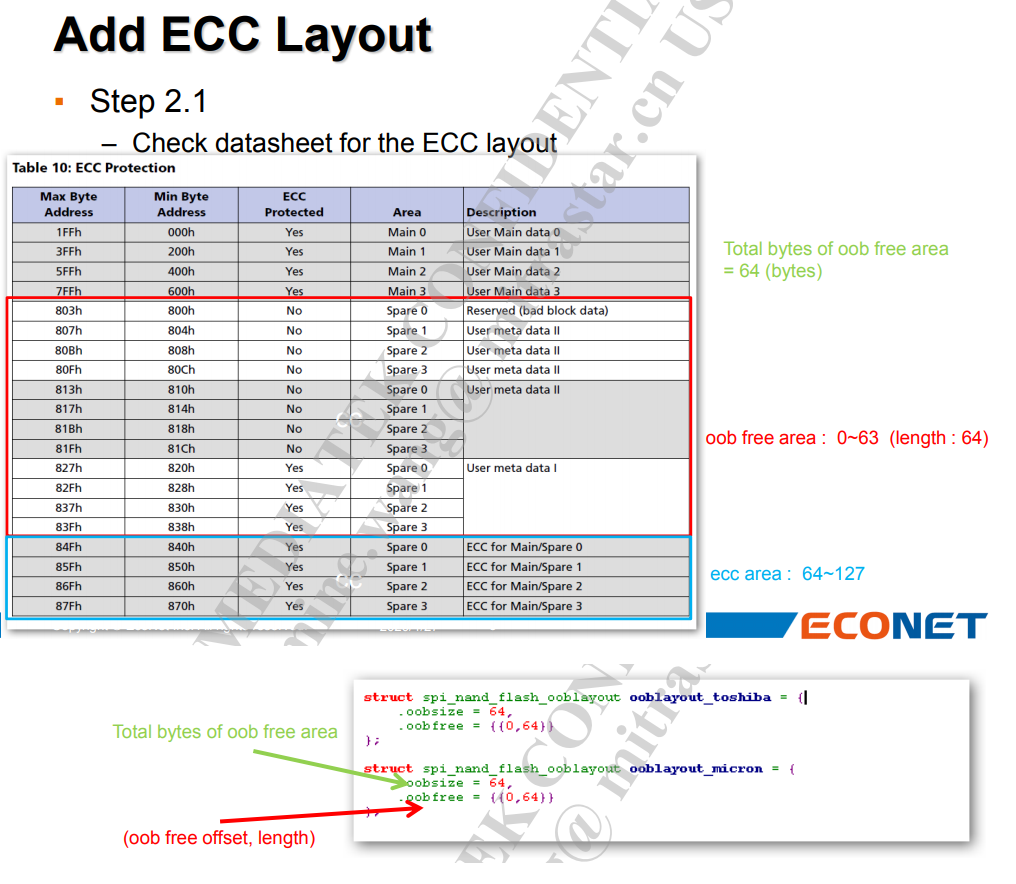 Add ECC Layout
▪ Step 2.1
– Check datasheet for the ECC layout
Table 10: ECC Protection
Max Byte Address Min Byte Address ECC Protected Area Description
1FFh 000h Yes Main 0 User Main data 0
3FFh 200h Yes Main 1 User Main data 1
5FFh 400h Yes Main 2 User Main data 2
7FFh 600h Yes Main 3 User Main data 3
803h 800h No Spare 0 Reserved (bad block data)
807h 804h No Spare 1 User meta data II
80Bh 808h No Spare 2 User meta data II
80Fh 80Ch No Spare 3 User meta data II
813h 810h No Spare 0 User meta data II
817h 814h No Spare 1
81Bh 818h No Spare 2
81Fh 81Ch No Spare 3
827h 820h Yes Spare 0 User meta data I
82Fh 828h Yes Spare 1
837h 830h Yes Spare 2
83Fh 838h Yes Spare 3
84Fh 840h Yes Spare 0 ECC for Main/Spare 0
85Fh 850h Yes Spare 1 ECC for Main/Spare 1
86Fh 860h Yes Spare 2 ECC for Main/Spare 2
87Fh 870h Yes Spare 3 ECC for Main/Spare 3
Total bytes of oob free area
= 64 (bytes)
oob free area : 0~63 (length : 64)
ecc area : 64~127
ECONET
struct spi_nand_flash_ooblayout ooblayout_toshiba = {
.oobsize = 64,
.oobfree = {{0,64}}
};
struct spi_nand_flash_ooblayout ooblayout_micron = {
.oobsize = 64,
.oobfree = {{0,64}}
};
Total bytes of oob free area
(oob free offset, length)